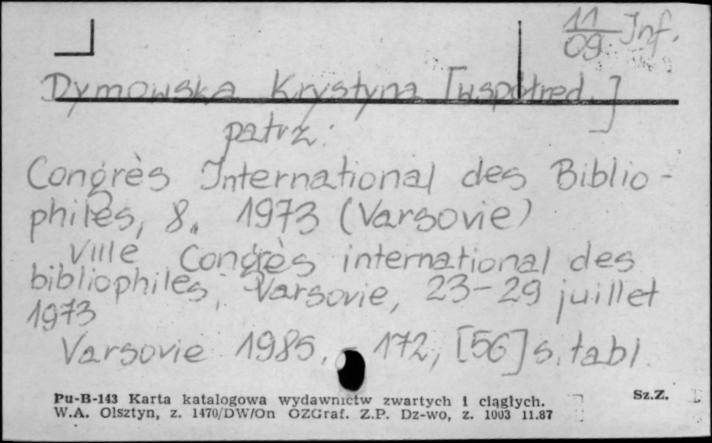 11
09 Inf.
Dymowska Krystyna [współred.]
patrz:
Congrès International des Biblio-
philes, 8, 1973 (Varsovie)
VIIIe Congrès international des
bibliophiles, Varsovie, 23-29 juillet
1973
Varsovie 1985, - 172, [56] s. tabl.
Pu-B-143 Karta katalogowa wydawnictw zwartych i ciągłych. Sz.Z.
W.A. Olsztyn, z. 1470/DW/On OZGraf. Z.P. Dz-wo, z. 1003 11.87